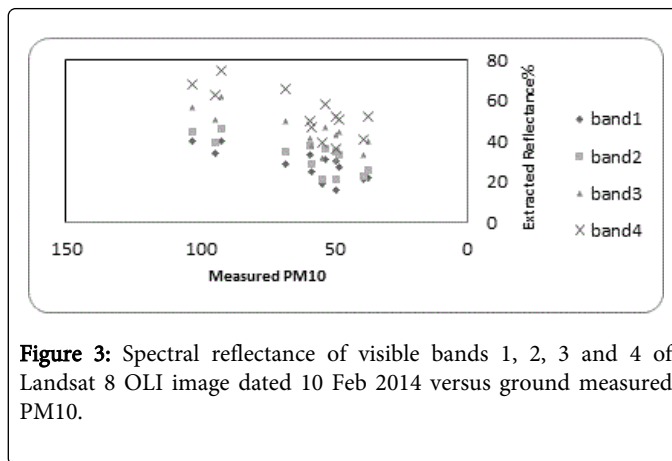 80
60
40
20
0
Extracted Reflectance%
band1
band2
band3
band4
150
100
50
0
Measured PM10
Figure 3: Spectral reflectance of visible bands 1, 2, 3 and 4 of
Landsat 8 OLI image dated 10 Feb 2014 versus ground measured
PM10.